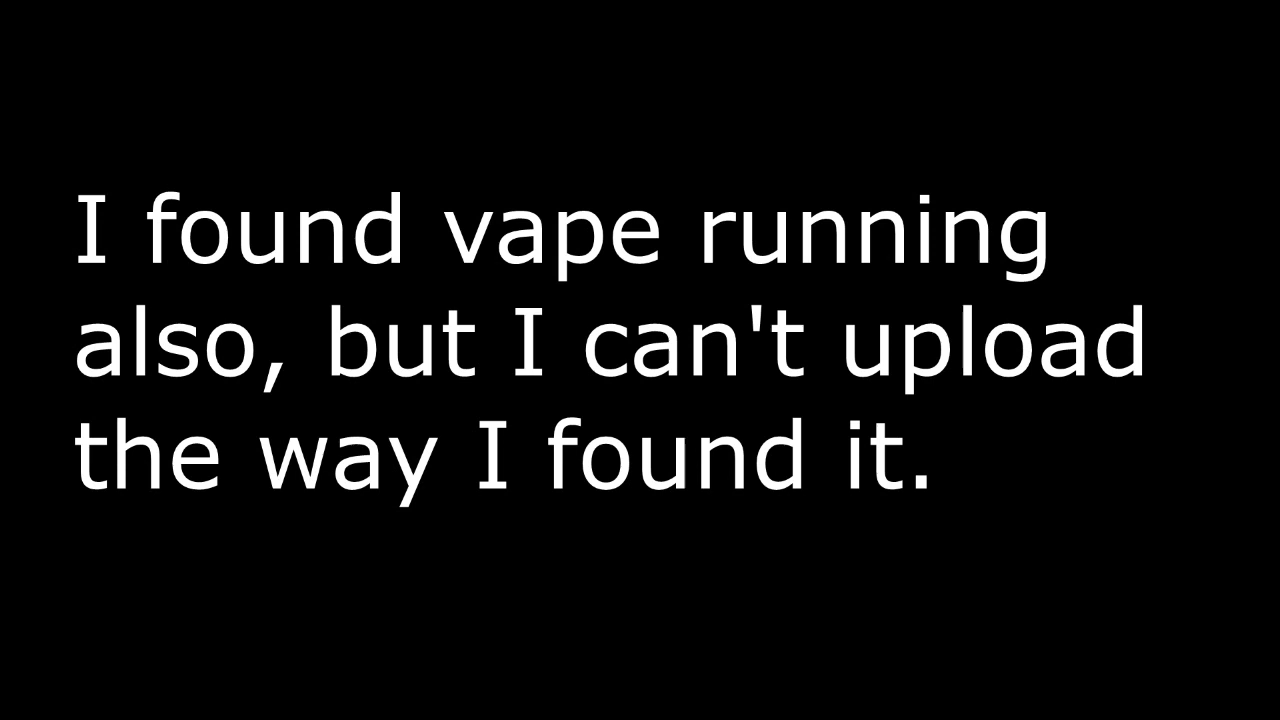 I found vape running
also, but I can't upload
the way I found it.